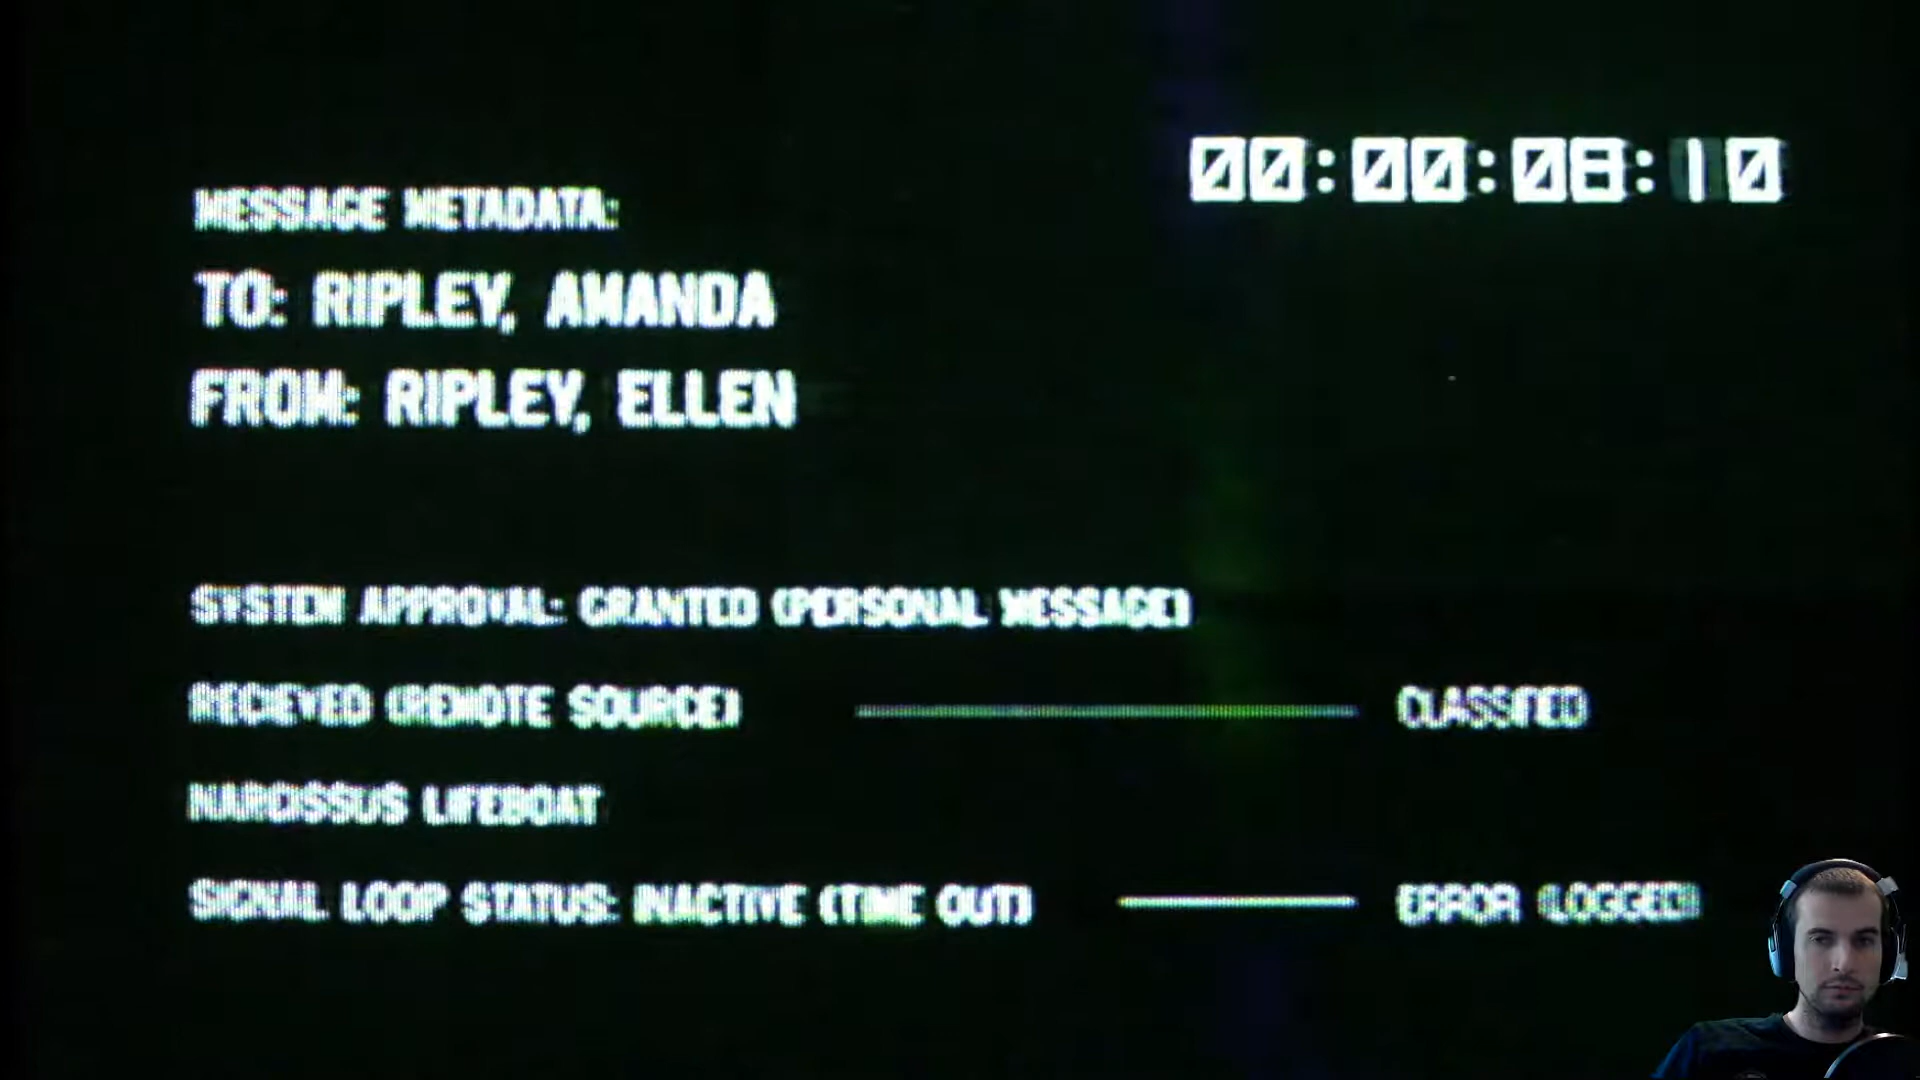 00:00:08:10
MESSAGE METADATA:
TO: RIPLEY, AMANDA
FROM: RIPLEY, ELLEN
SYSTEM APPROVAL: GRANTED (PERSONAL MESSAGE)
RECIEVED (REMOTE SOURCE) CLASSIFIED
NARCISSUS LIFEBOAT
SIGNAL LOOP STATUS: INACTIVE (TIME OUT) ERROR (LOGGED)